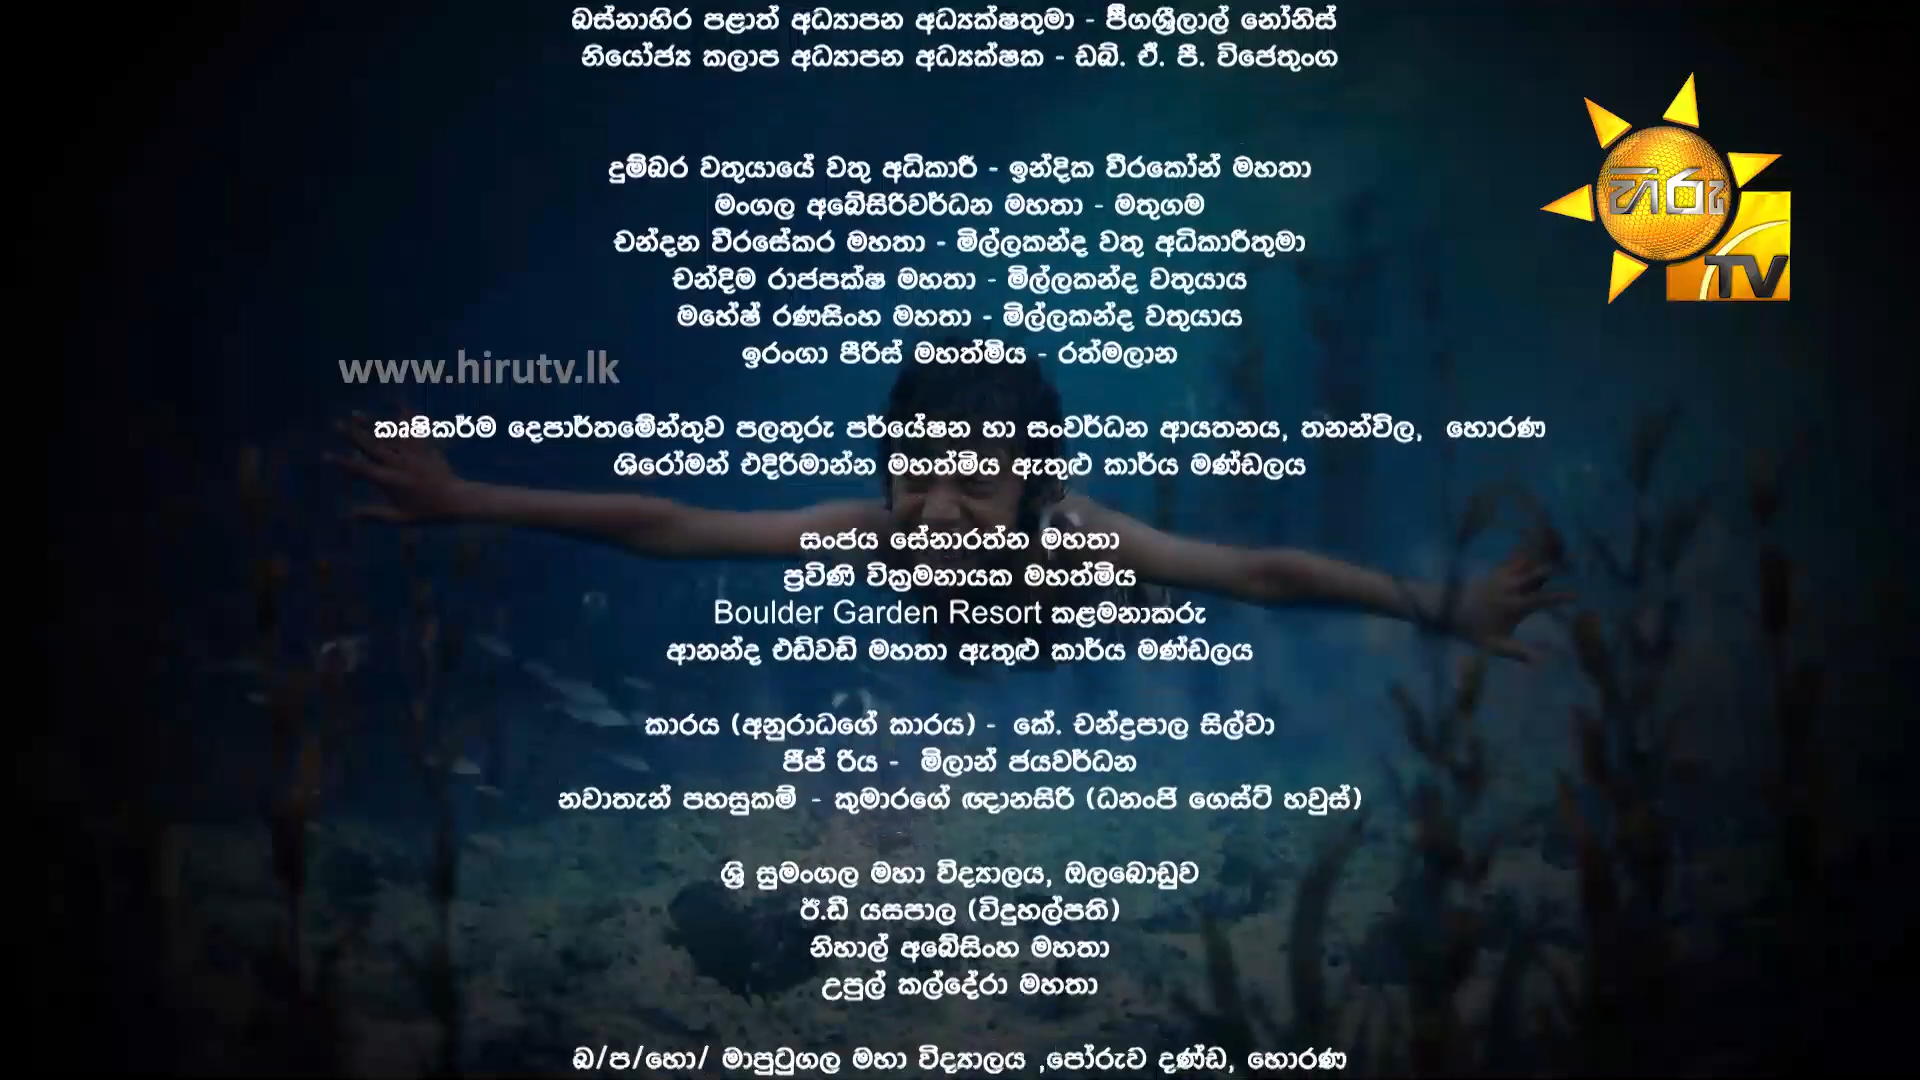 බස්නාහිර පළාත් අධ්‍යාපන අධ්‍යක්ෂතුමා - පී.ශ්‍රීලාල් නෝනිස්
නියෝජ්‍ය කලාප අධ්‍යාපන අධ්‍යක්ෂක - ඩබ්. ඒ. පී. විජෙතුංග
දුම්බර වතුයායේ වතු අධිකාරී - ඉන්දික වීරකෝන් මහතා
මංගල අබේසිරිවර්ධන මහතා - මතුගම
චන්දන වීරසේකර මහතා - මිල්ලකන්ද වතු අධිකාරීතුමා
චන්දිම රාජපක්ෂ මහතා - මිල්ලකන්ද වතුයාය
මහේෂ් රණසිංහ මහතා - මිල්ලකන්ද වතුයාය
ඉරංගා පීරිස් මහත්මිය - රත්මලාන
හිරු
TV
www.hirutv.lk
කෘෂිකර්ම දෙපාර්තමේන්තුව පලතුරු පර්යේෂන හා සංවර්ධන ආයතනය, තනන්විල, හොරණ
ශිරෝමන් එදිරිමාන්න මහත්මිය ඇතුළු කාර්ය මණ්ඩලය
සංජය සේනාරත්න මහතා
ප්‍රවිණි වික්‍රමනායක මහත්මිය
Boulder Garden Resort කළමනාකරු
ආනන්ද එඩ්වඩ් මහතා ඇතුළු කාර්ය මණ්ඩලය
කාරය (අනුරාධගේ කාරය) - කේ. චන්ද්‍රපාල සිල්වා
ජීප් රිය - මිලාන් ජයවර්ධන
නවාතැන් පහසුකම් - කුමාරගේ ඥානසිරි (ධනංජි ගෙස්ට් හවුස්)
ශ්‍රි සුමංගල මහා විද්‍යාලය, ඔලබොඩුව
ඊ.ඩී යසපාල (විදුහල්පති)
නිහාල් අබේසිංහ මහතා
උපුල් කල්දේරා මහතා
බ/ප/හො/ මාපුටුගල මහා විද්‍යාලය ,පෝරුව දණ්ඩ, හොරණ